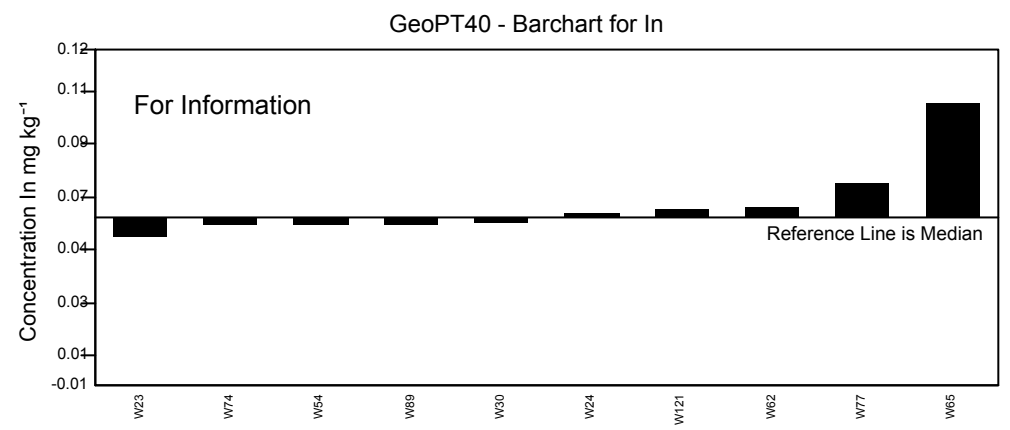 GeoPT40 - Barchart for In
0.12
0.11
0.09
0.07
0.04
0.03
0.01
-0.01
Concentration In mg kg⁻¹
For Information
Reference Line is Median
W23 W74 W54 W89 W30 W24 W121 W62 W77 W65